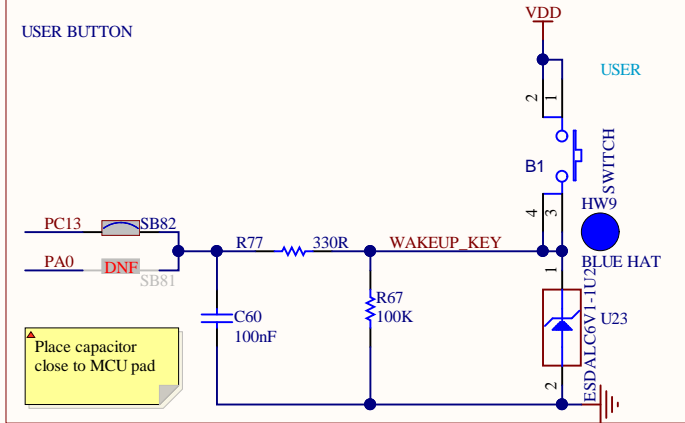 USER BUTTON
VDD
USER
2
1
B1
SWITCH
4
3
HW9
BLUE HAT
PC13
SB82
PA0
DNF
SB81
R77
330R
WAKEUP_KEY
R67
100K
C60
100nF
1
U23
ESDALC6V1-1U2
2
Place capacitor
close to MCU pad